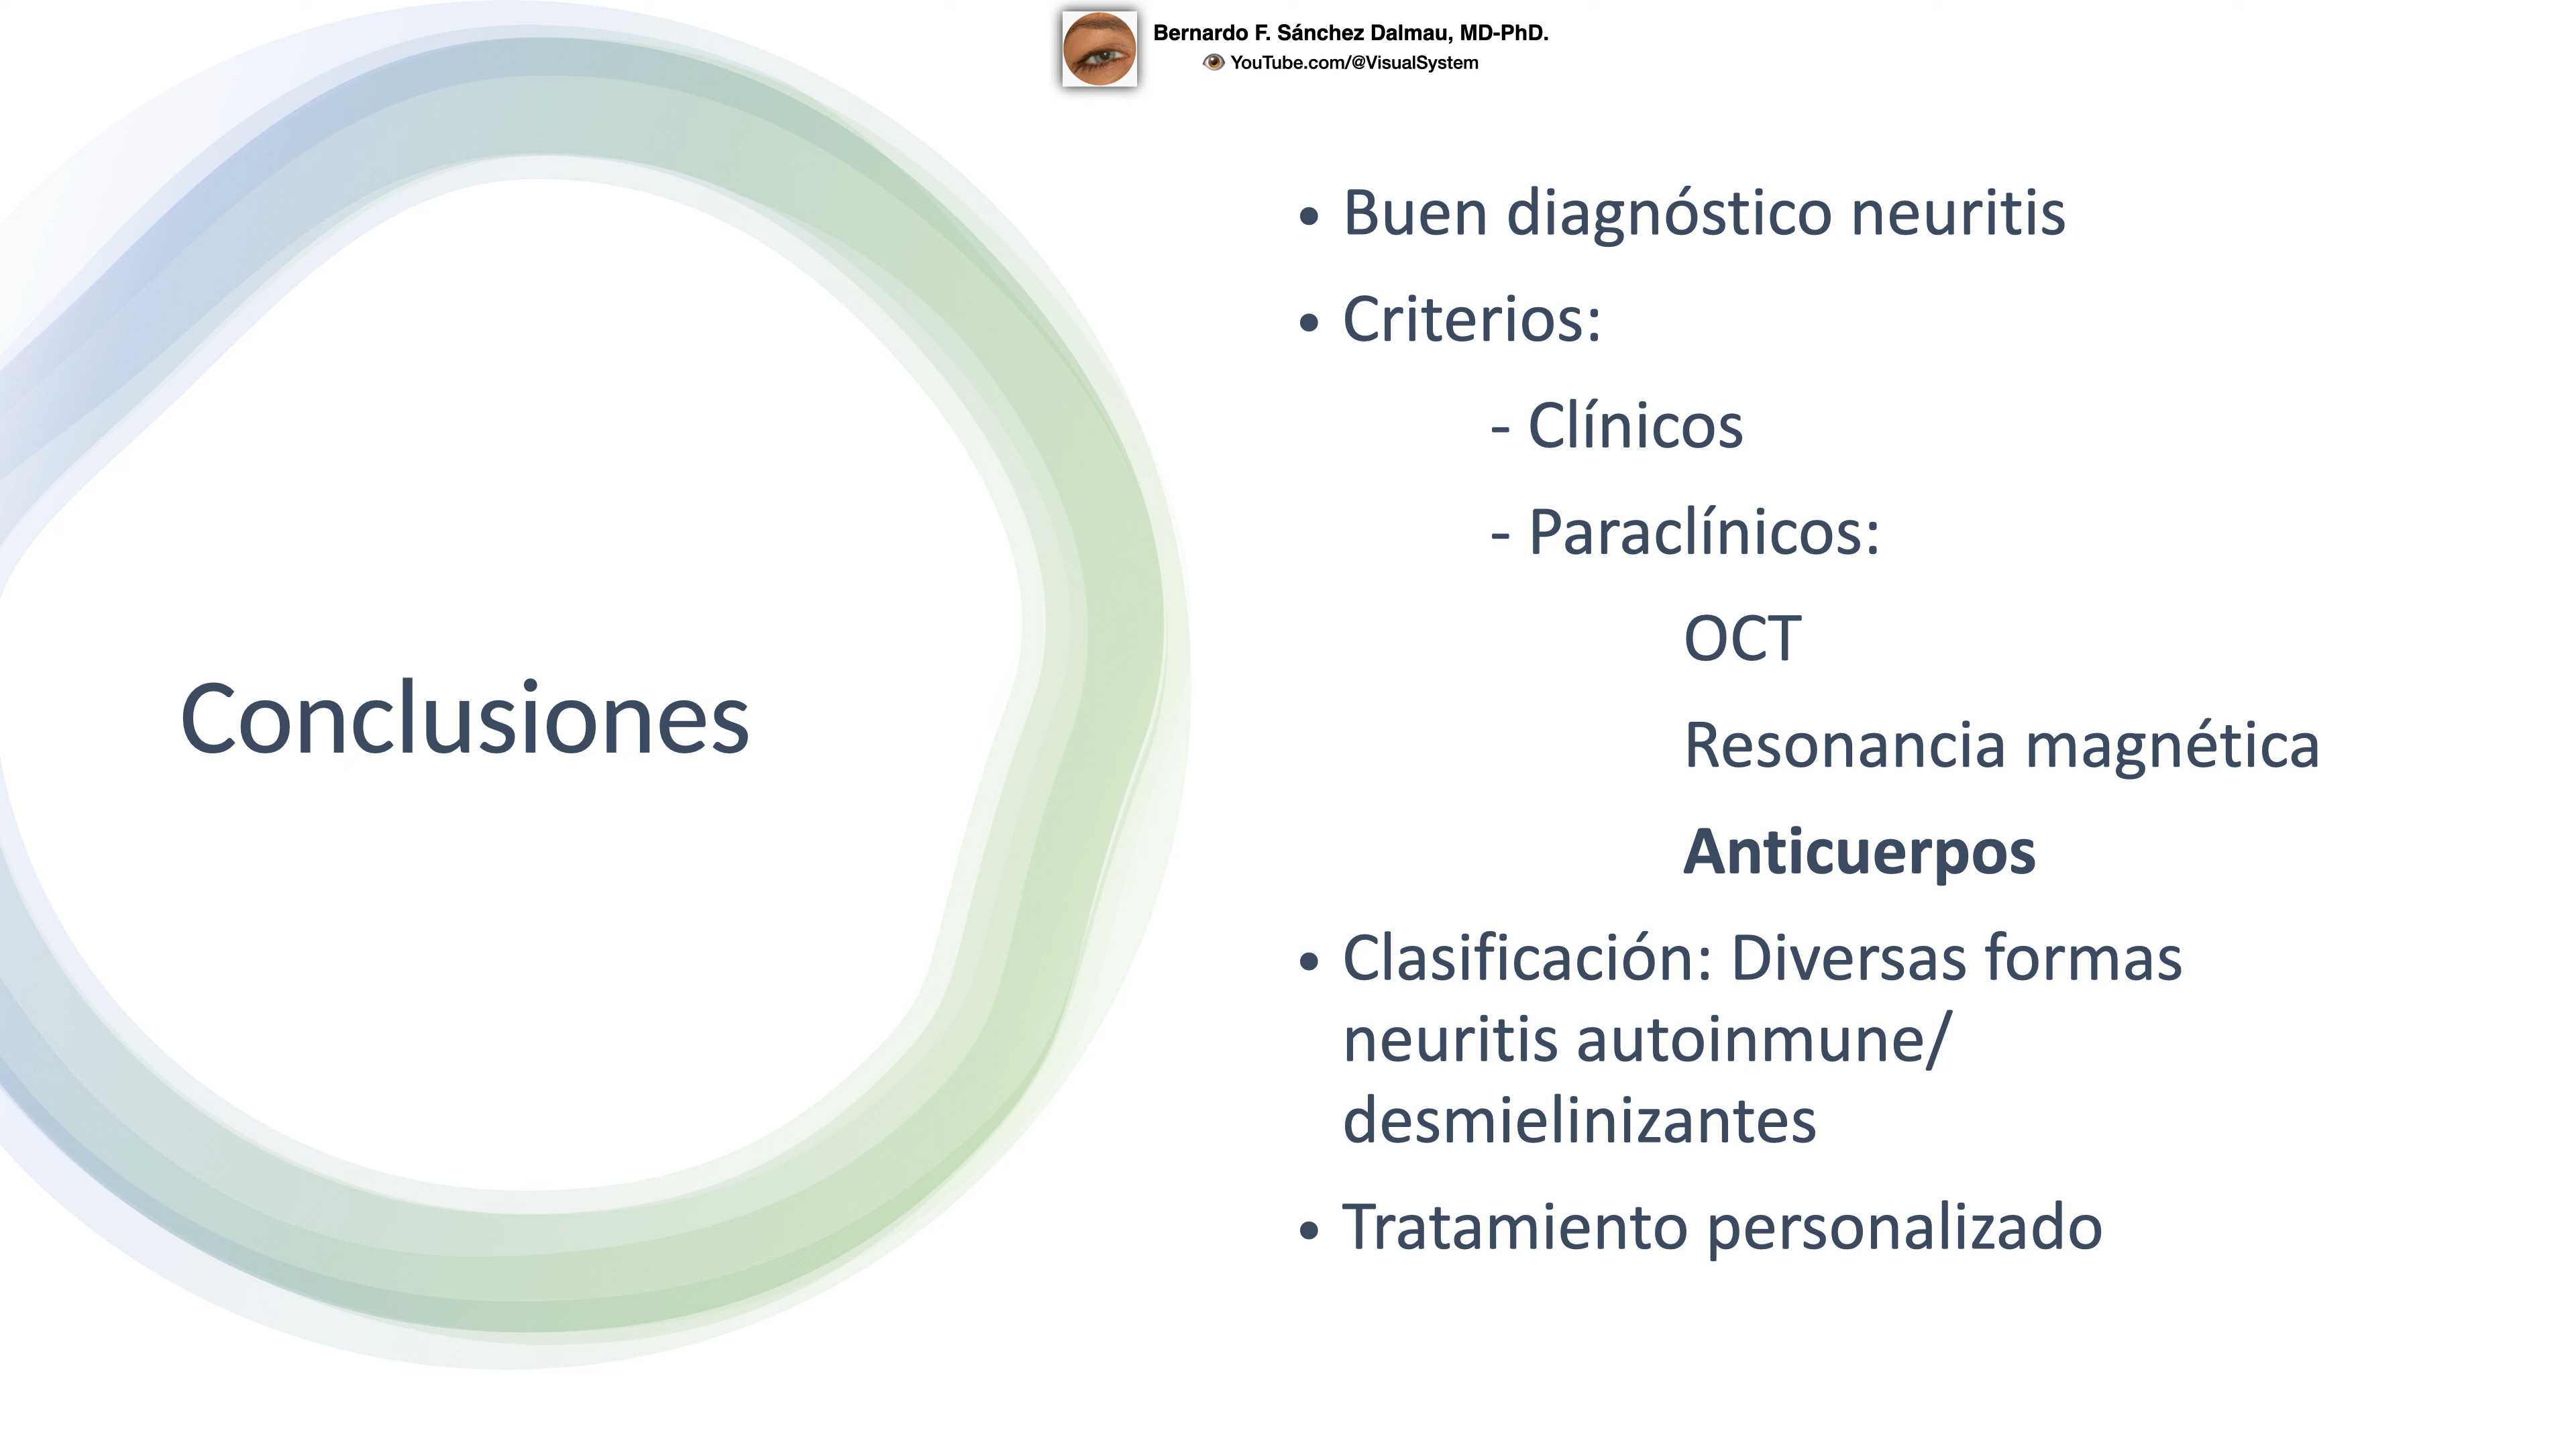 Bernardo F. Sánchez Dalmau, MD-PhD.
YouTube.com/@VisualSystem
Conclusiones
• Buen diagnóstico neuritis
• Criterios:
- Clínicos
- Paraclínicos:
OCT
Resonancia magnética
Anticuerpos
• Clasificación: Diversas formas
neuritis autoinmune/
desmielinizantes
• Tratamiento personalizado